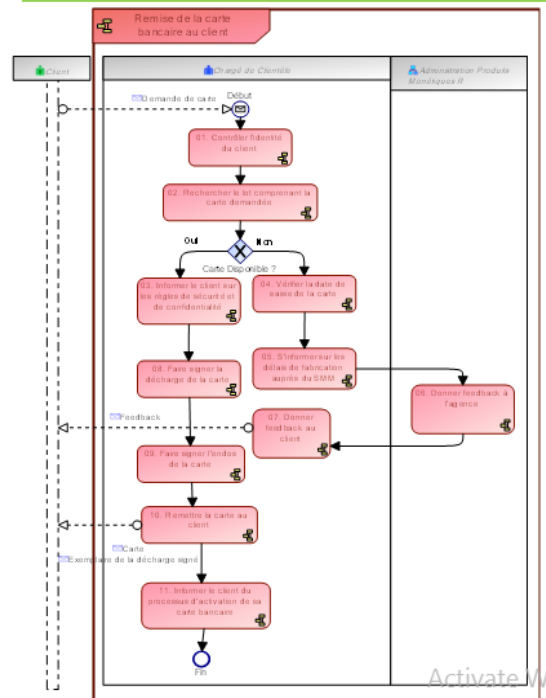 Remise de la carte
bancaire au client
Client
Chargé de Clientèle
Administration Produits
Monétiques II
Demande de carte
Début
01. Contrôler l'identité
du client
02. Rechercher le lot comprenant la
carte demandée
Oui
Non
Carte Disponible ?
03. Informer le client sur
les règles de sécurité et
de confidentialité
04. Vérifier la date de
saisie de la carte
08. Faire signer la
décharge de la carte
05. S'informer sur les
délais de fabrication
auprès du SMM
06. Donner feedback à
l'agence
Feedback
07. Donner
feedback au
client
09. Faire signer l'endos
de la carte
10. Remettre la carte au
client
Carte
Exemplaire de la décharge signé
11. Informer le client du
processus d'activation de sa
carte bancaire
Fin
Activate W